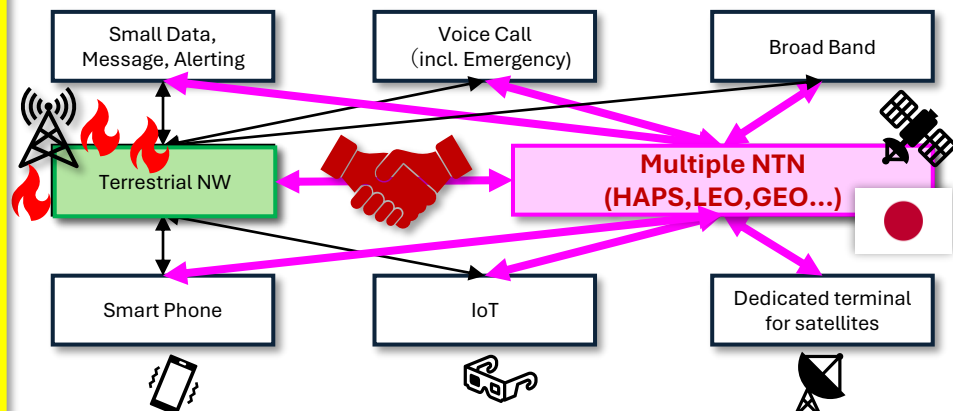 Small Data,
Message, Alerting
Voice Call
（incl. Emergency)
Broad Band
Terrestrial NW
Multiple NTN
(HAPS,LEO,GEO...)
Smart Phone
IoT
Dedicated terminal
for satellites